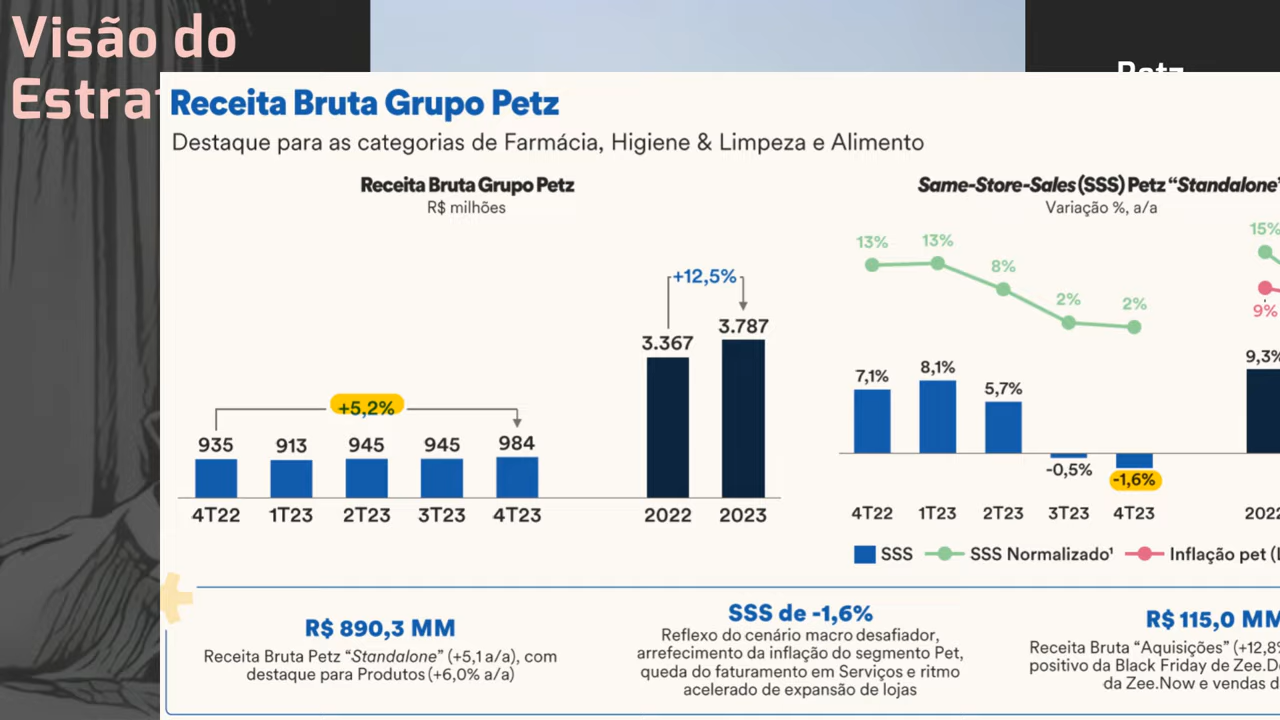 Visão do
Estra
Petz
Receita Bruta Grupo Petz
Destaque para as categorias de Farmácia, Higiene & Limpeza e Alimento
Receita Bruta Grupo Petz
R$ milhões
+12,5%
3.367
3.787
+5,2%
935
913
945
945
984
4T22
1T23
2T23
3T23
4T23
2022
2023
Same-Store-Sales (SSS) Petz “Standalone”
Variação %, a/a
13%
13%
8%
2%
2%
15%
9%
7,1%
8,1%
5,7%
-0,5%
-1,6%
9,3%
4T22
1T23
2T23
3T23
4T23
2022
SSS
SSS Normalizado¹
Inflação pet (
R$ 890,3 MM
Receita Bruta Petz “Standalone” (+5,1 a/a), com
destaque para Produtos (+6,0% a/a)
SSS de -1,6%
Reflexo do cenário macro desafiador,
arrefecimento da inflação do segmento Pet,
queda do faturamento em Serviços e ritmo
acelerado de expansão de lojas
R$ 115,0 MM
Receita Bruta “Aquisições” (+12,8%
positivo da Black Friday de Zee.D
da Zee.Now e vendas d